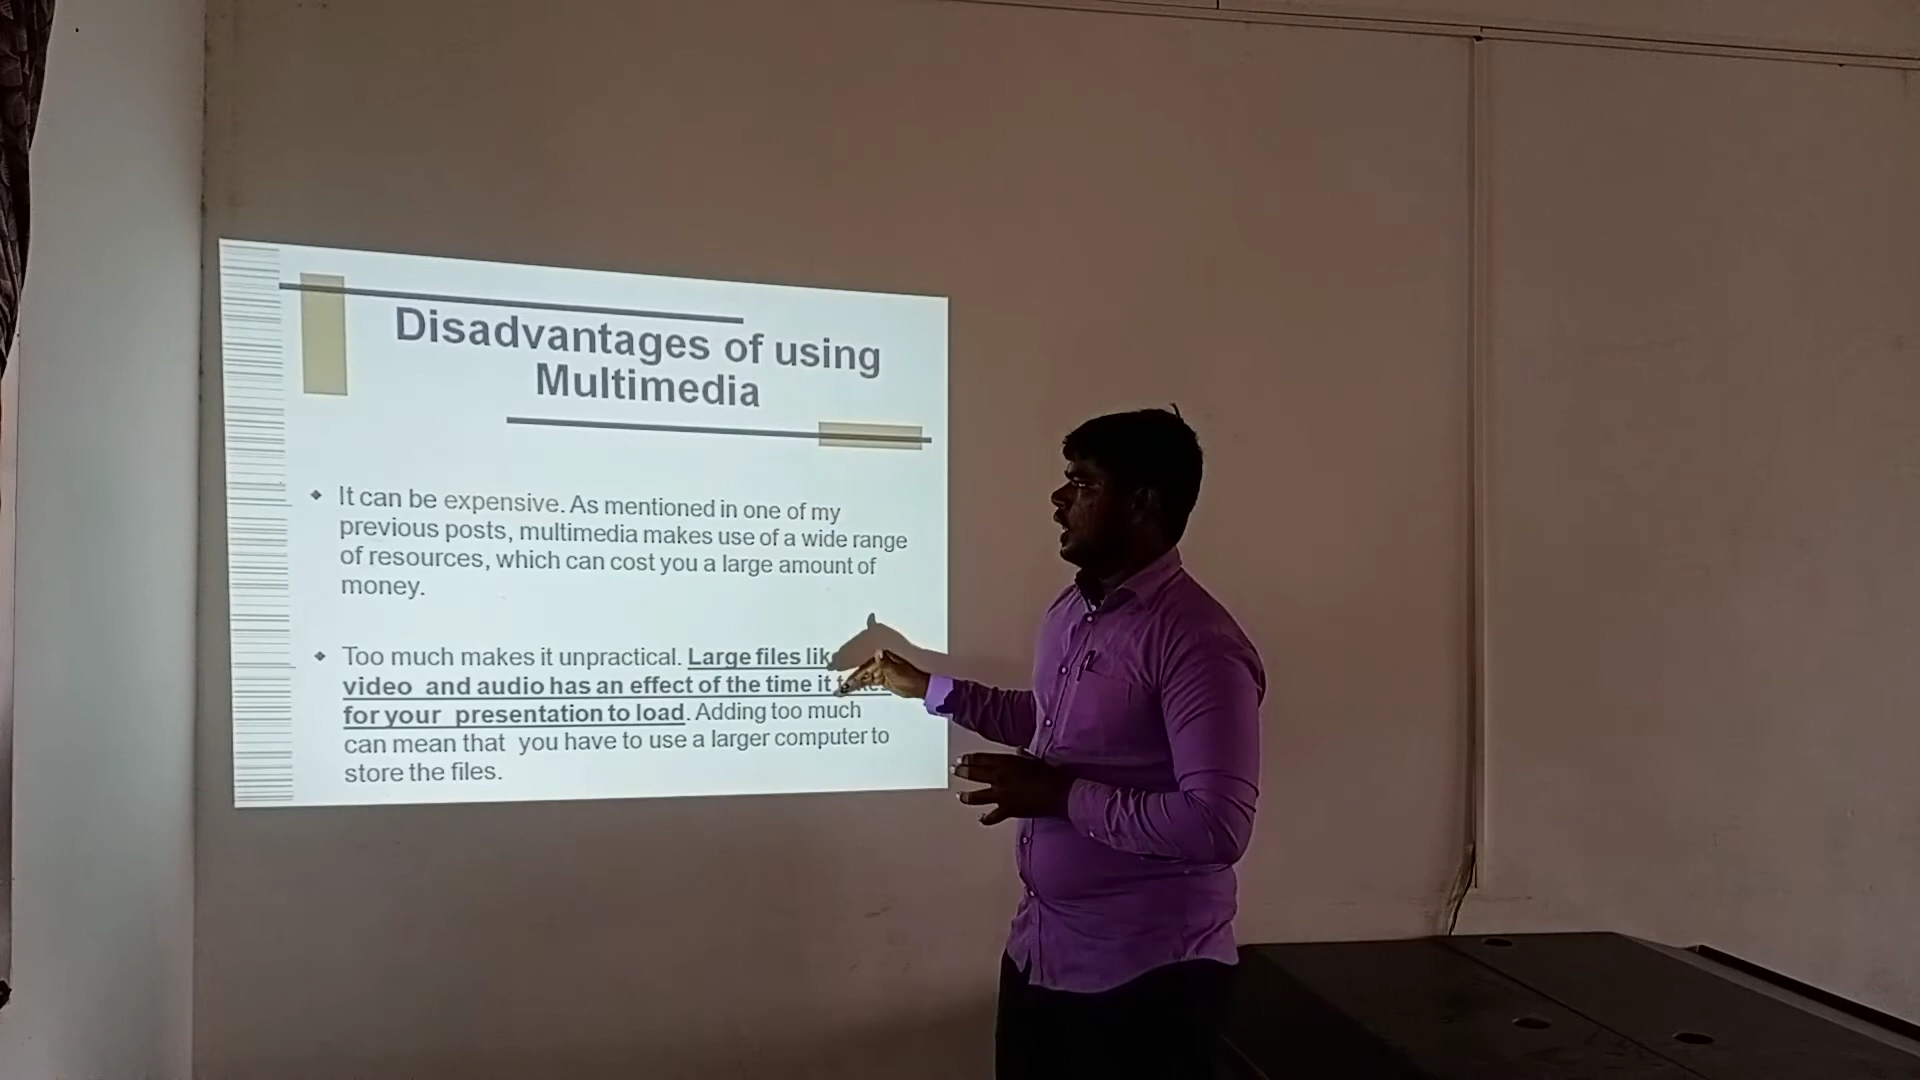 Disadvantages of using
Multimedia
It can be expensive. As mentioned in one of my
previous posts, multimedia makes use of a wide range
of resources, which can cost you a large amount of
money.
Too much makes it unpractical. Large files
video and audio has an effect of the time it
for your presentation to load. Adding too much
can mean that you have to use a larger computer to
store the files.